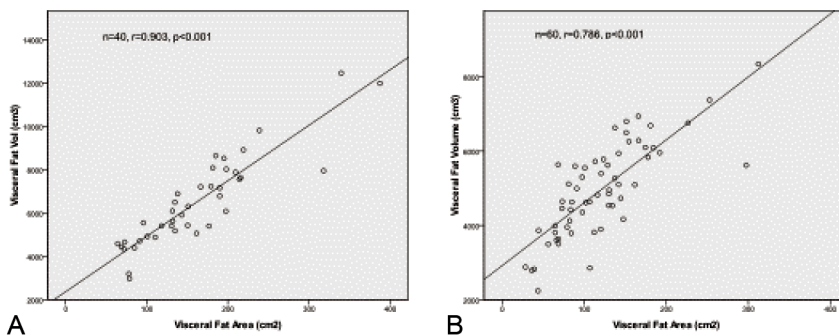 n=40, r=0.903, p<0.001
Visceral Fat Vol (cm3)
14000
12000
10000
8000
6000
4000
2000
0
100
200
300
400
Visceral Fat Area (cm2)
A
n=60, r=0.786, p<0.001
Visceral Fat Volume (cm3)
8000
6000
4000
2000
0
100
200
300
400
Visceral Fat Area (cm2)
B